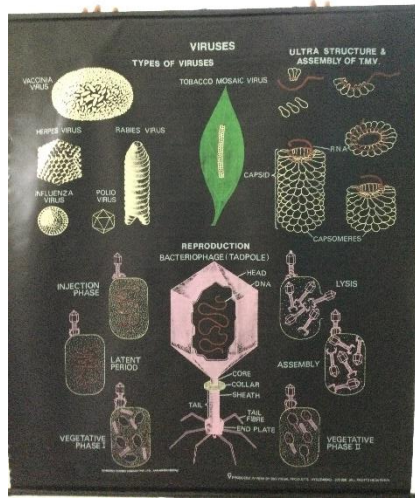 VIRUSES
TYPES OF VIRUSES
VACCINIA
VIRUS
HERPES VIRUS
RABIES VIRUS
INFLUENZA
VIRUS
POLIO
VIRUS
TOBACCO MOSAIC VIRUS
ULTRA STRUCTURE &
ASSEMBLY OF T.M.V.
RNA
CAPSID
CAPSOMERES
REPRODUCTION
BACTERIOPHAGE (TADPOLE)
INJECTION
PHASE
LATENT
PERIOD
VEGETATIVE
PHASE I
HEAD
DNA
CORE
COLLAR
SHEATH
TAIL
TAIL
FIBRE
END PLATE
LYSIS
ASSEMBLY
VEGETATIVE
PHASE II